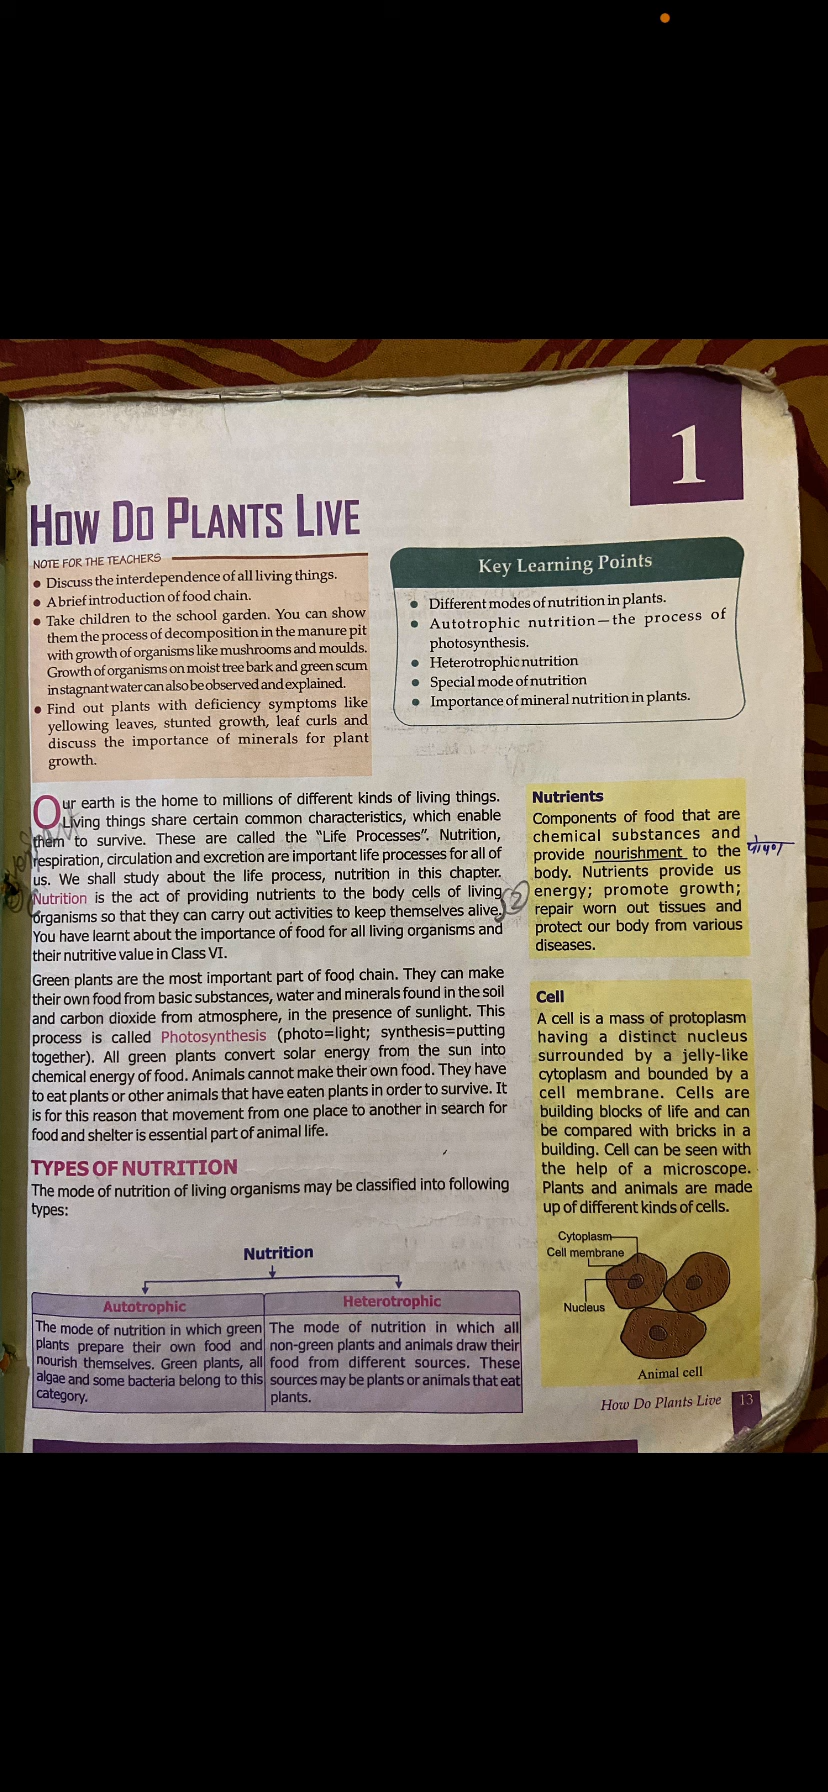 1
HOW DO PLANTS LIVE
NOTE FOR THE TEACHERS
• Discuss the interdependence of all living things.
• A brief introduction of food chain.
• Take children to the school garden. You can show
them the process of decomposition in the manure pit
with growth of organisms like mushrooms and moulds.
Growth of organisms on moist tree bark and green scum
in stagnant water can also be observed and explained.
• Find out plants with deficiency symptoms like
yellowing leaves, stunted growth, leaf curls and
discuss the importance of minerals for plant
growth.
Key Learning Points
• Different modes of nutrition in plants.
• Autotrophic nutrition—the process of
photosynthesis.
• Heterotrophic nutrition
• Special mode of nutrition
• Importance of mineral nutrition in plants.
Our earth is the home to millions of different kinds of living things.
Living things share certain common characteristics, which enable
them to survive. These are called the "Life Processes". Nutrition,
respiration, circulation and excretion are important life processes for all of
us. We shall study about the life process, nutrition in this chapter.
Nutrition is the act of providing nutrients to the body cells of living
organisms so that they can carry out activities to keep themselves alive.
You have learnt about the importance of food for all living organisms and
their nutritive value in Class VI.
2
Green plants are the most important part of food chain. They can make
their own food from basic substances, water and minerals found in the soil
and carbon dioxide from atmosphere, in the presence of sunlight. This
process is called Photosynthesis (photo=light; synthesis=putting
together). All green plants convert solar energy from the sun into
chemical energy of food. Animals cannot make their own food. They have
to eat plants or other animals that have eaten plants in order to survive. It
is for this reason that movement from one place to another in search for
food and shelter is essential part of animal life.
TYPES OF NUTRITION
The mode of nutrition of living organisms may be classified into following
types:
Nutrition
Autotrophic
The mode of nutrition in which green
plants prepare their own food and
nourish themselves. Green plants, all
algae and some bacteria belong to this
category.
Heterotrophic
The mode of nutrition in which all
non-green plants and animals draw their
food from different sources. These
sources may be plants or animals that eat
plants.
Nutrients
Components of food that are
chemical substances and
provide nourishment to the
body. Nutrients provide us
energy; promote growth;
repair worn out tissues and
protect our body from various
diseases.
Cell
A cell is a mass of protoplasm
having a distinct nucleus
surrounded by a jelly-like
cytoplasm and bounded by a
cell membrane. Cells are
building blocks of life and can
be compared with bricks in a
building. Cell can be seen with
the help of a microscope.
Plants and animals are made
up of different kinds of cells.
Cytoplasm
Cell membrane
Nucleus
Animal cell
How Do Plants Live 13